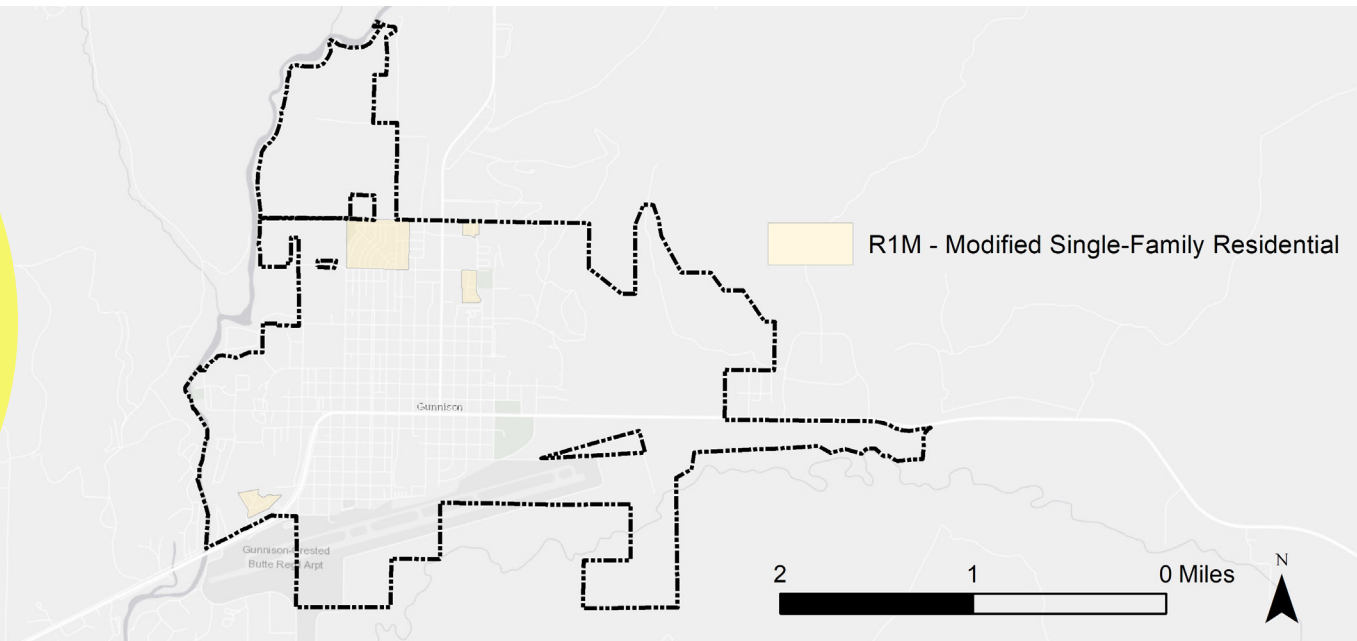 R1M - Modified Single-Family Residential
Gunnison
Gunnison-Crested
Butte Regl Arpt
2 1 0 Miles
N